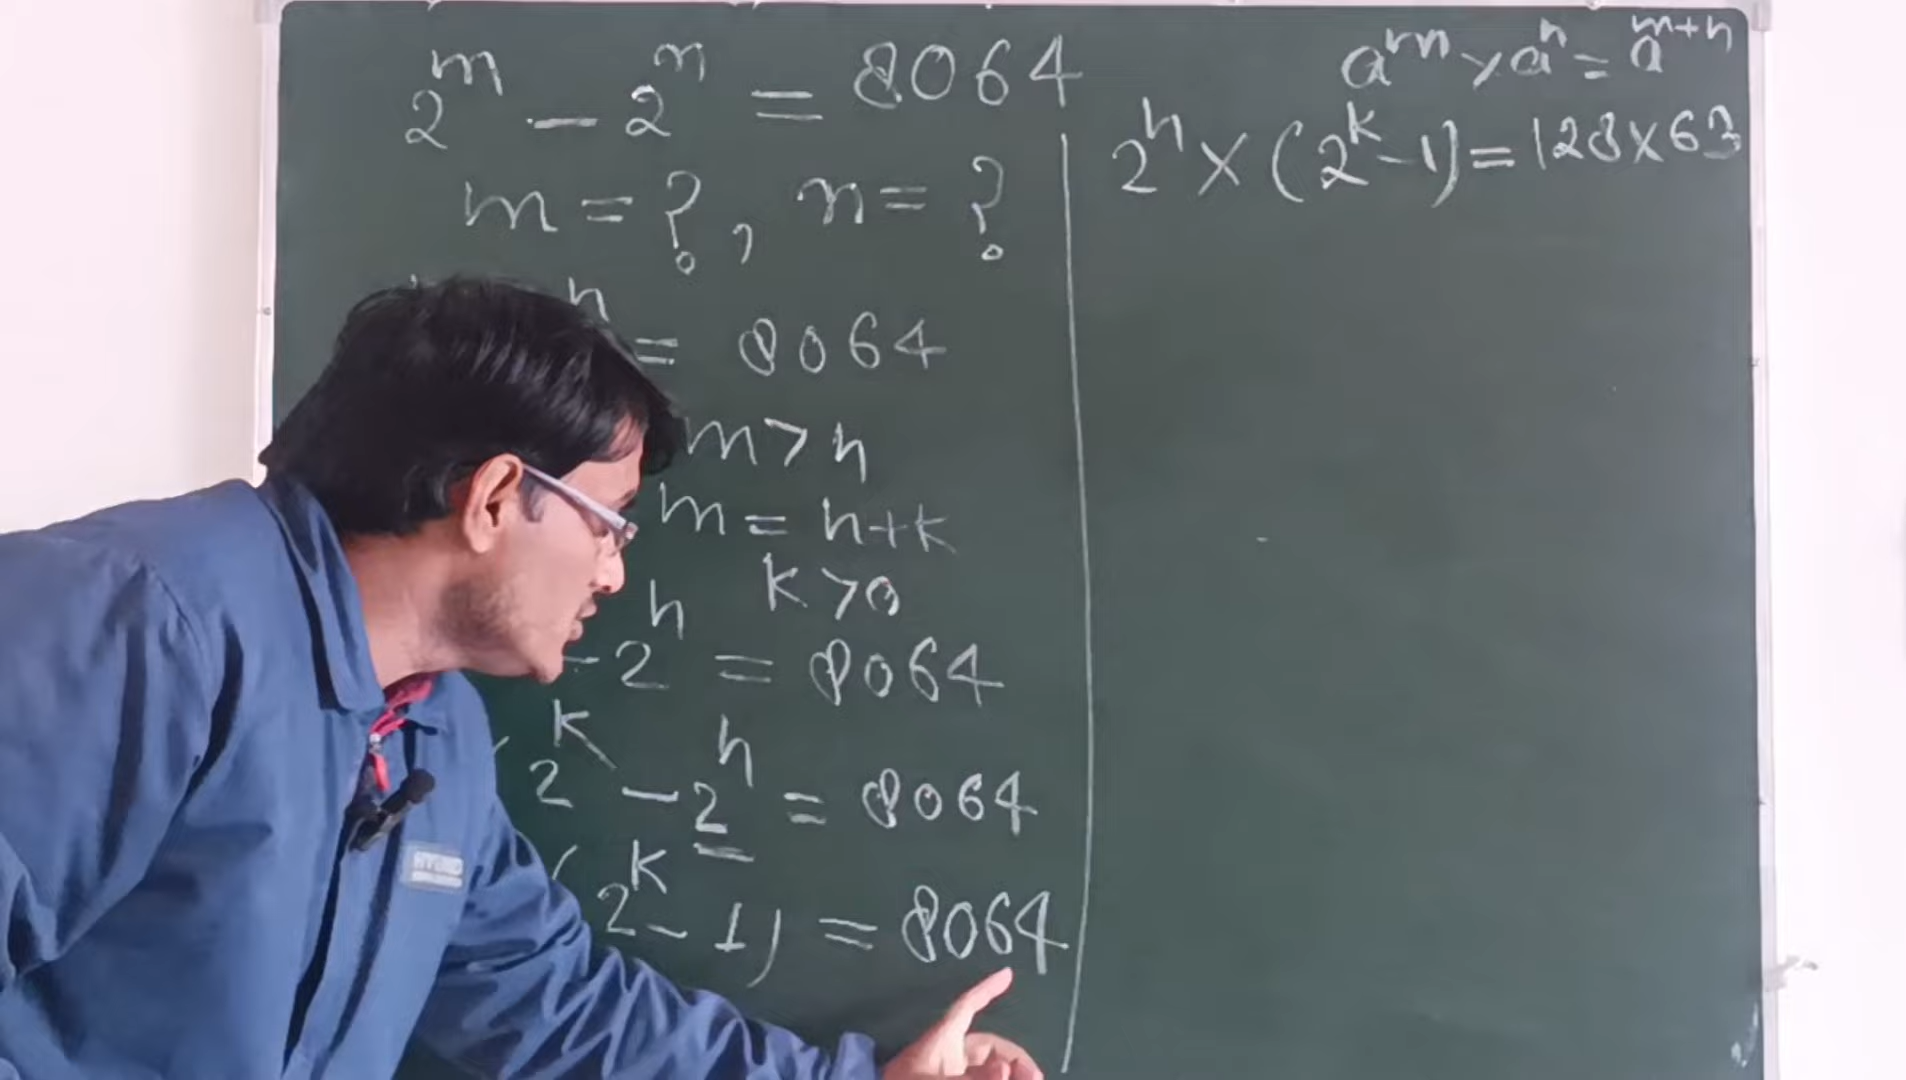 2^m - 2^n = 8064
m = ?, n = ?
n = 8064
m > n
m = n+k
k > 0
- 2^n = 8064
2^k - 2^n = 8064
(2^k - 1) = 8064
a^m × a^n = a^m+n
2^n × (2^k - 1) = 128 × 63